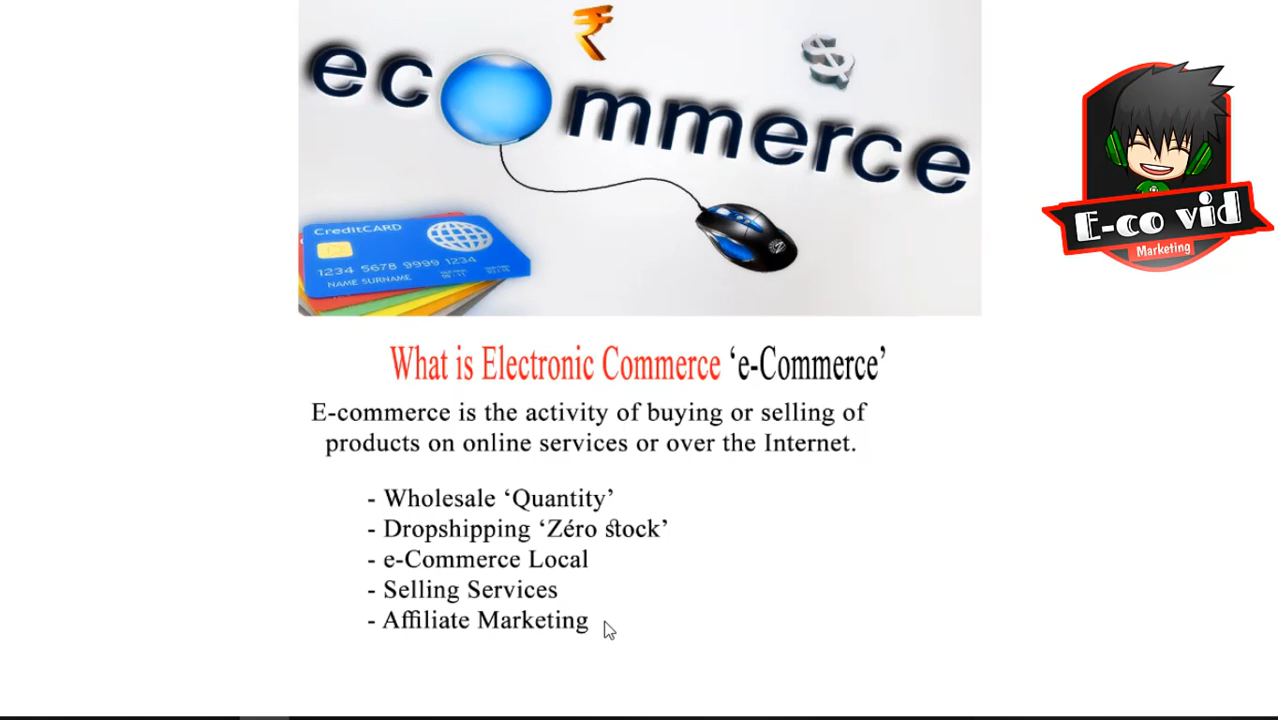 ₹
$
ecommerce
CreditCARD
1234 5678 9999 1234
NAME SURNAME
E-co vid
Marketing
What is Electronic Commerce ‘e-Commerce’
E-commerce is the activity of buying or selling of
products on online services or over the Internet.
- Wholesale ‘Quantity’
- Dropshipping ‘Zéro stock’
- e-Commerce Local
- Selling Services
- Affiliate Marketing